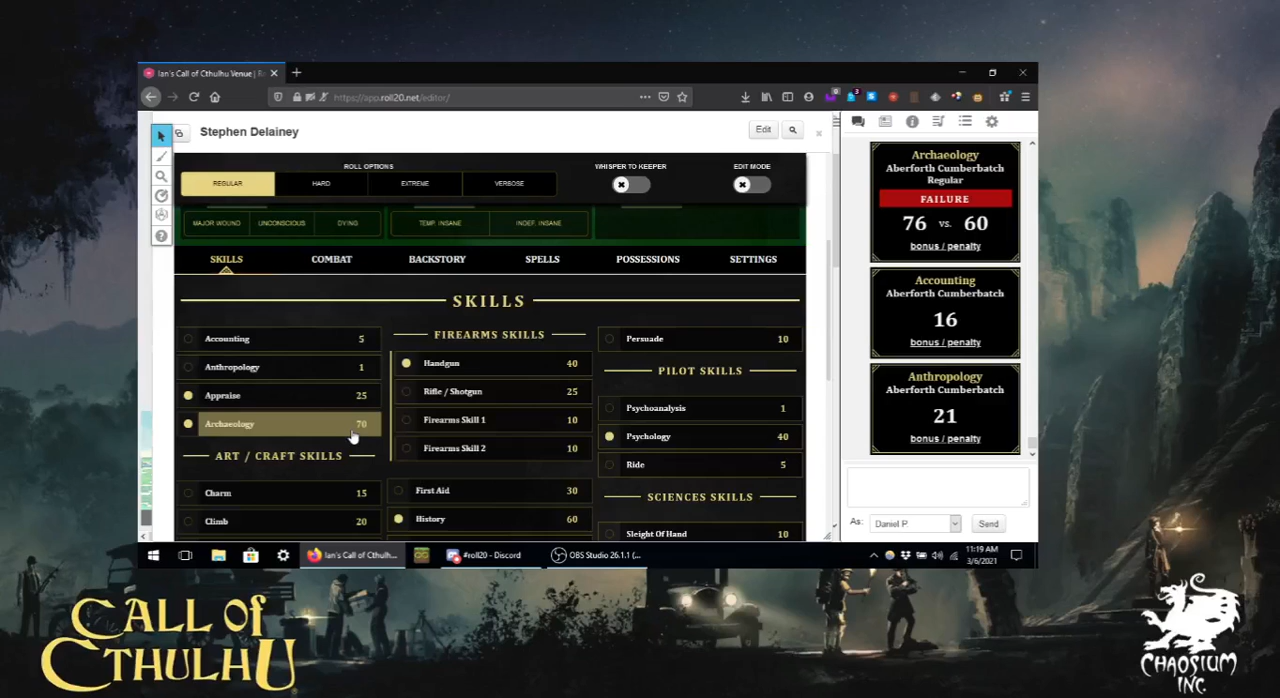 Ian's Call of Cthulhu Venue | R
https://app.roll20.net/editor/
0
3
Stephen Delainey
Edit
ROLL OPTIONS
WHISPER TO KEEPER
EDIT MODE
REGULAR
HARD
EXTREME
VERBOSE
MAJOR WOUND
UNCONSCIOUS
DYING
TEMP. INSANE
INDEF. INSANE
SKILLS
COMBAT
BACKSTORY
SPELLS
POSSESSIONS
SETTINGS
SKILLS
Accounting 5
Anthropology 1
Appraise 25
Archaeology 70
ART / CRAFT SKILLS
Charm 15
Climb 20
FIREARMS SKILLS
Handgun 40
Rifle / Shotgun 25
Firearms Skill 1 10
Firearms Skill 2 10
First Aid 30
History 60
Persuade 10
PILOT SKILLS
Psychoanalysis 1
Psychology 40
Ride 5
SCIENCES SKILLS
Sleight Of Hand 10
Archaeology
Aberforth Cumberbatch
Regular
FAILURE
76 vs. 60
bonus / penalty
Accounting
Aberforth Cumberbatch
16
bonus / penalty
Anthropology
Aberforth Cumberbatch
21
bonus / penalty
As: Daniel P. Send
Ian's Call of Cthulh...
#roll20 - Discord
OBS Studio 26.1.1 (...
11:19 AM
3/6/2021
CALL of
CTHULHU
CHAOSIUM
INC.